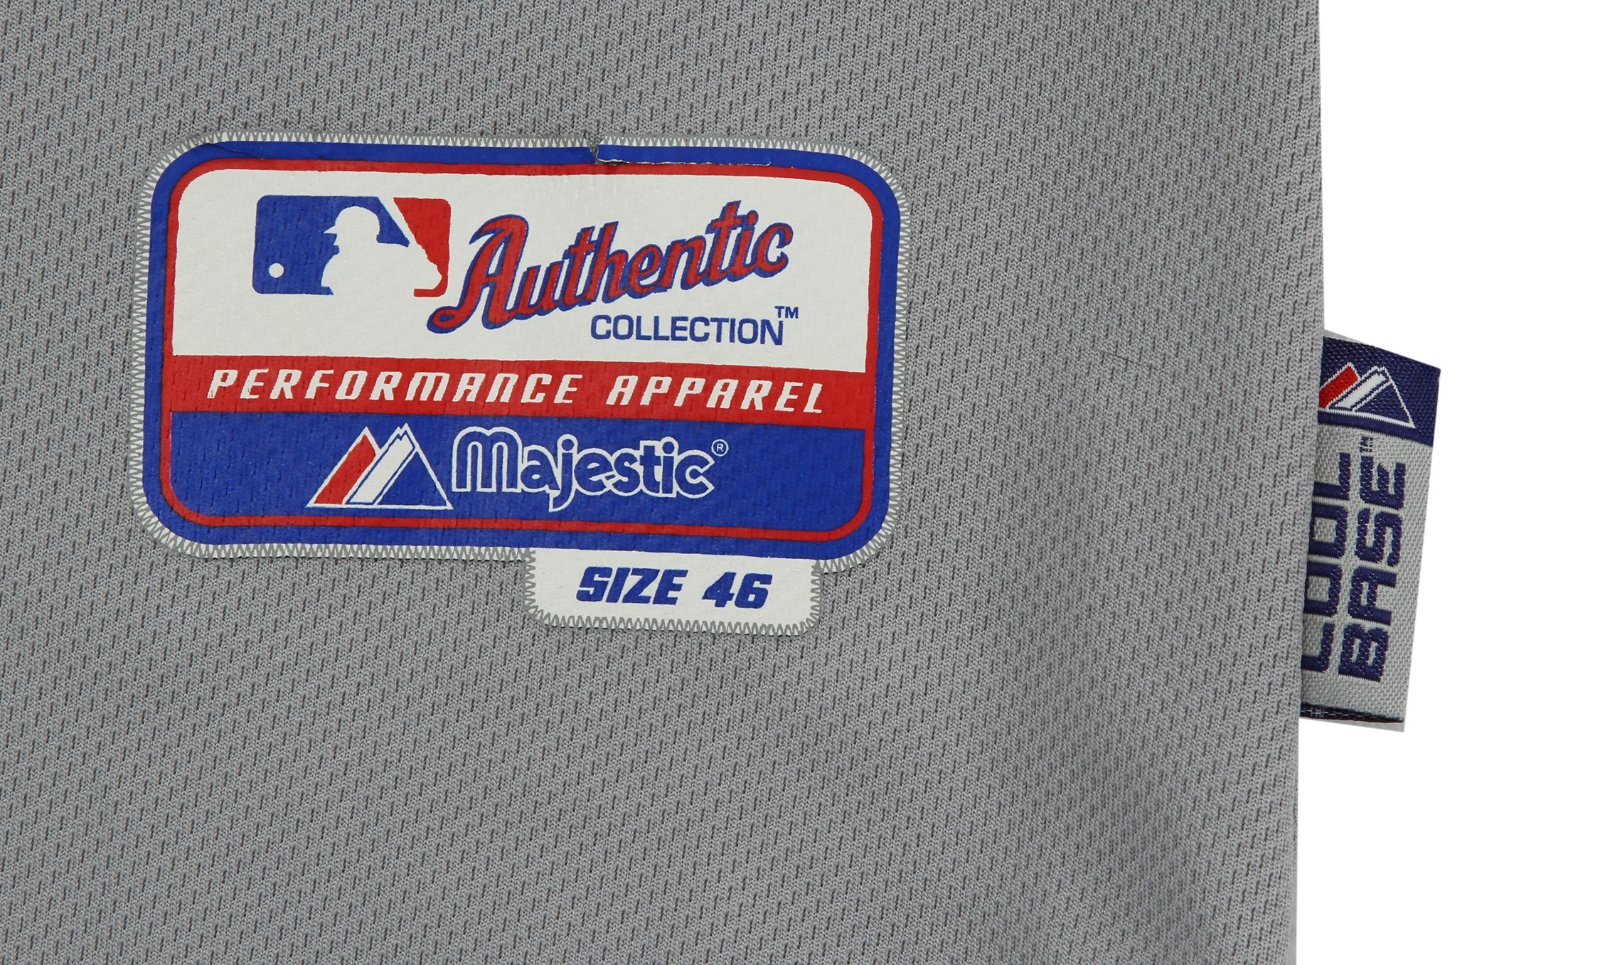 Authentic
COLLECTION™
PERFORMANCE APPAREL
Majestic®
SIZE 46
COOL
BASE™